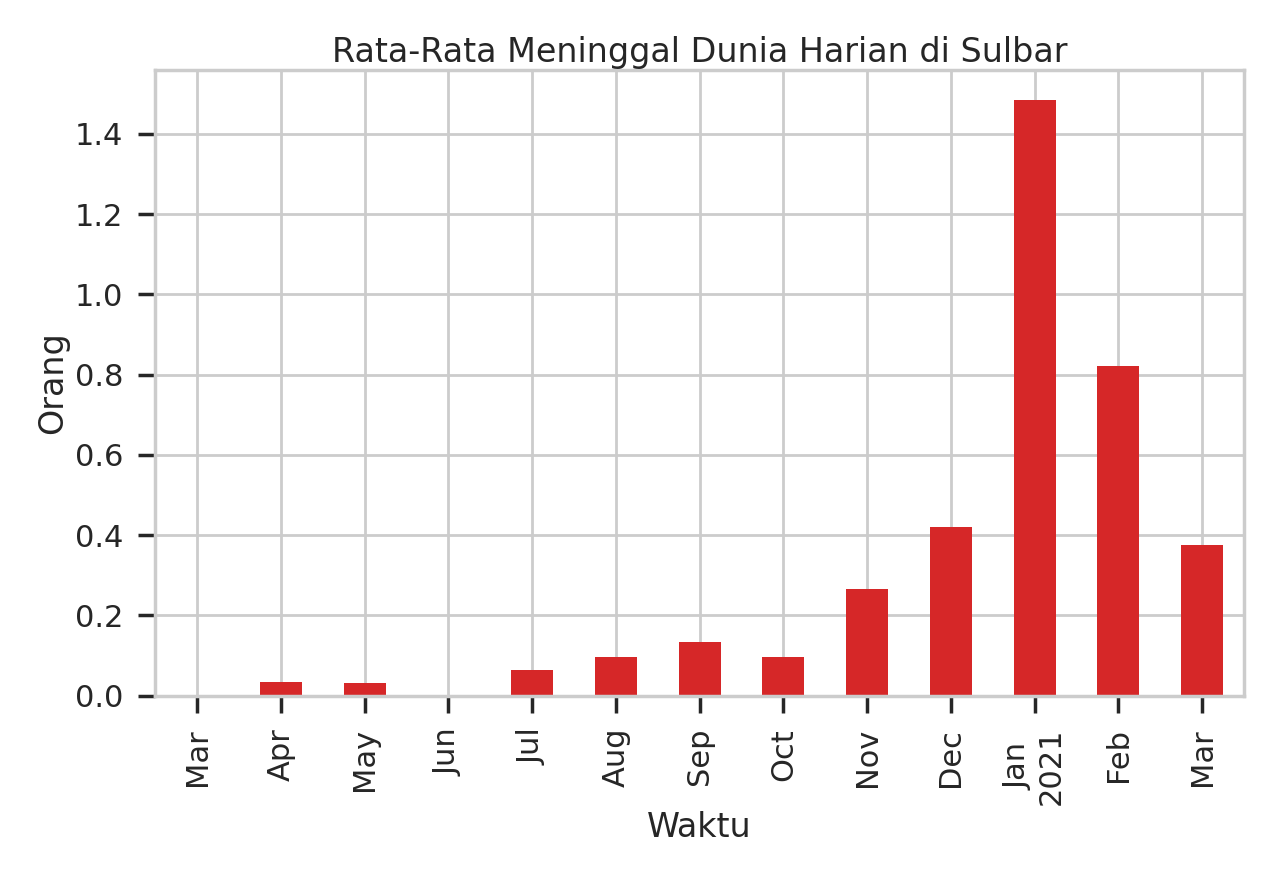 Rata-Rata Meninggal Dunia Harian di Sulbar
1.4
1.2
1.0
0.8
0.6
0.4
0.2
0.0
Orang
Mar
Apr
May
Jun
Jul
Aug
Sep
Oct
Nov
Dec
Jan
2021
Feb
Mar
Waktu